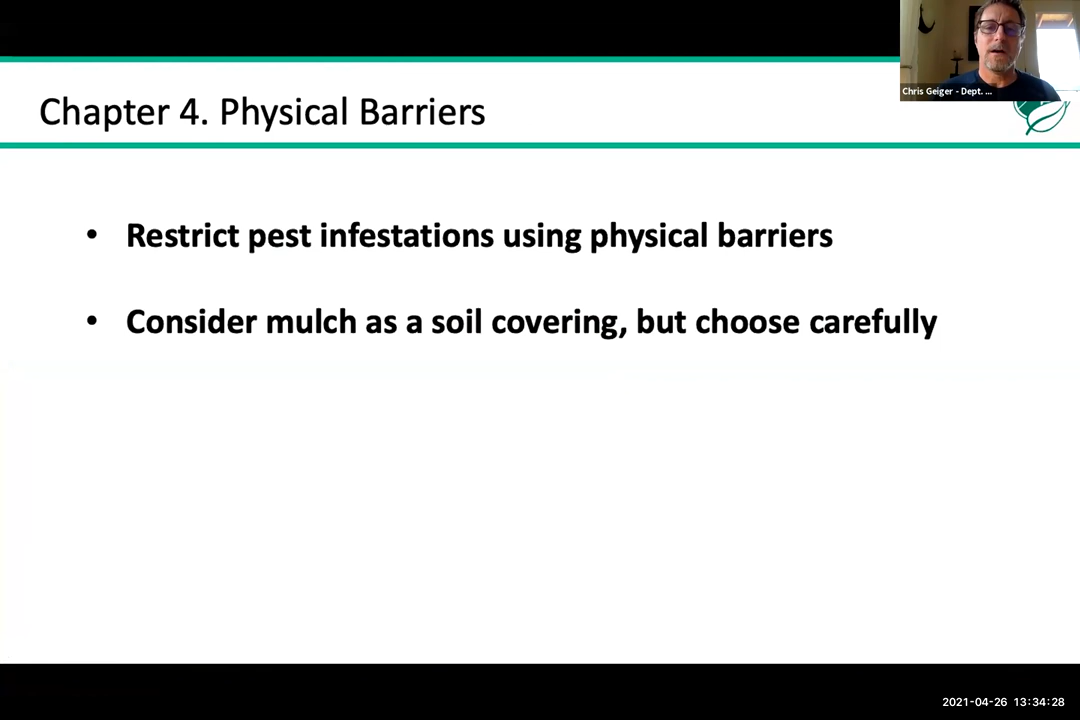 Chris Geiger - Dept. ...
Chapter 4. Physical Barriers
• Restrict pest infestations using physical barriers
• Consider mulch as a soil covering, but choose carefully
2021-04-26 13:34:28